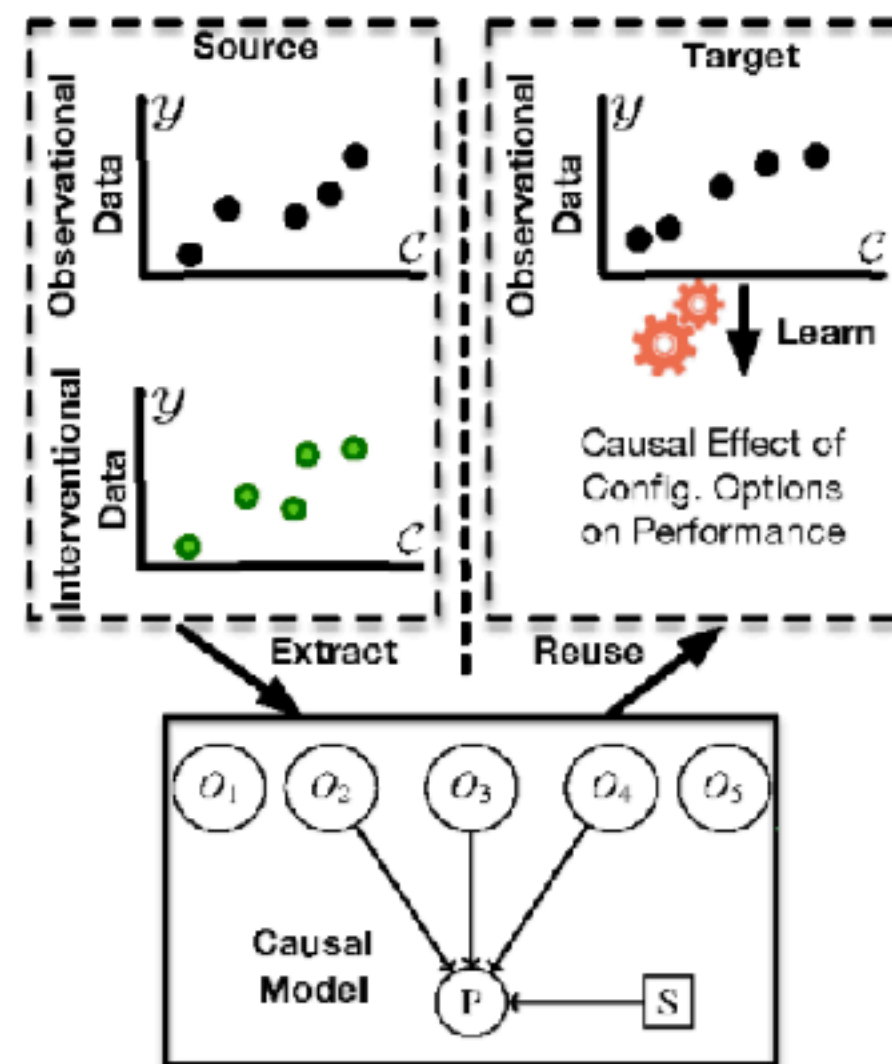 Source
Observational
Data
𝒴
𝒞
Interventional
Data
𝒴
𝒞
Target
Observational
Data
𝒴
𝒞
Learn
Causal Effect of
Config. Options
on Performance
Extract
Reuse
O₁ O₂ O₃ O₄ O₅
Causal
Model
P
S